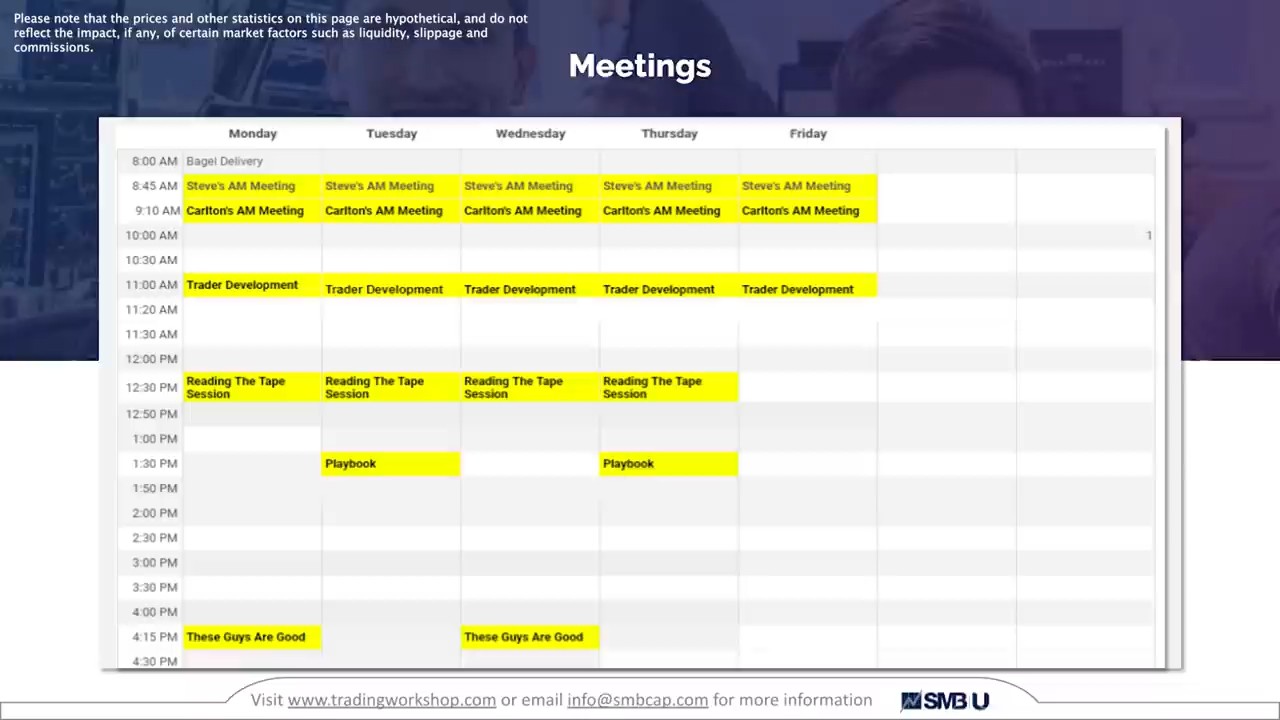 Please note that the prices and other statistics on this page are hypothetical, and do not
reflect the impact, if any, of certain market factors such as liquidity, slippage and
commissions.
Meetings
Monday Tuesday Wednesday Thursday Friday
8:00 AM Bagel Delivery
8:45 AM Steve's AM Meeting Steve's AM Meeting Steve's AM Meeting Steve's AM Meeting Steve's AM Meeting
9:10 AM Carlton's AM Meeting Carlton's AM Meeting Carlton's AM Meeting Carlton's AM Meeting Carlton's AM Meeting
10:00 AM 1
10:30 AM
11:00 AM Trader Development Trader Development Trader Development Trader Development Trader Development
11:20 AM
11:30 AM
12:00 PM
12:30 PM Reading The Tape Session Reading The Tape Session Reading The Tape Session Reading The Tape Session
12:50 PM
1:00 PM
1:30 PM Playbook Playbook
1:50 PM
2:00 PM
2:30 PM
3:00 PM
3:30 PM
4:00 PM
4:15 PM These Guys Are Good These Guys Are Good
4:30 PM
Visit www.tradingworkshop.com or email info@smbcap.com for more information SMB U